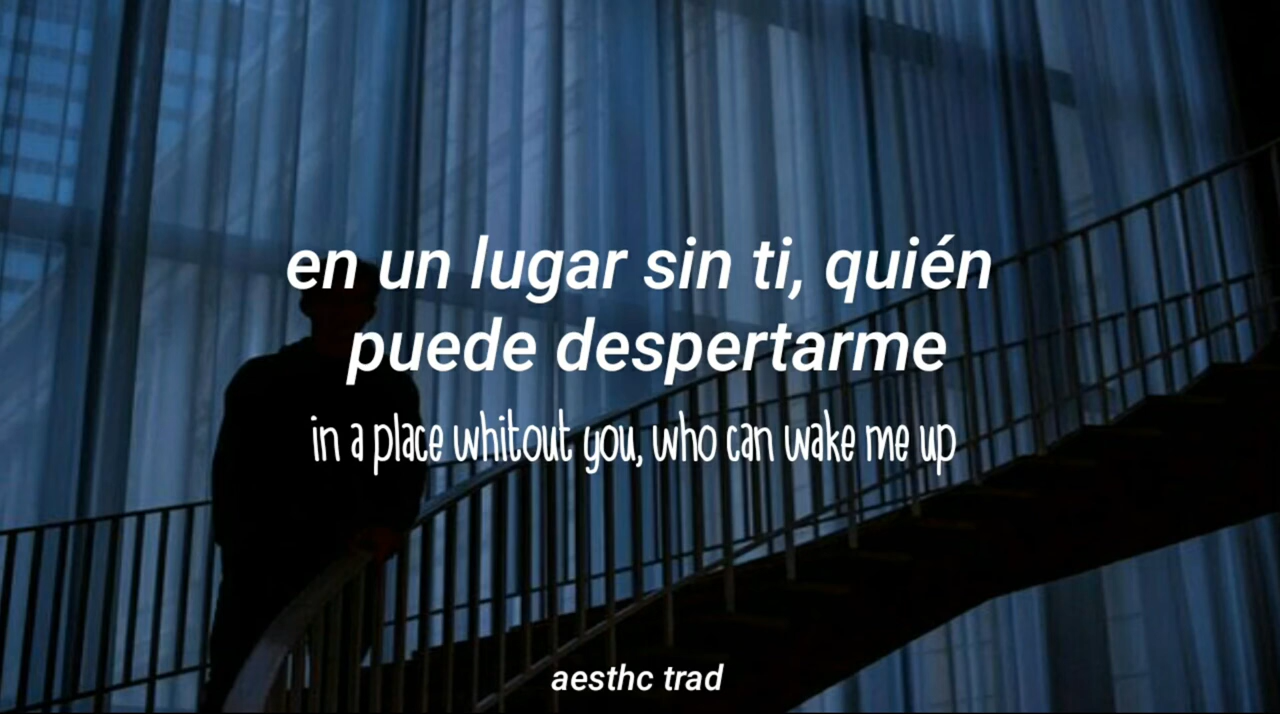 en un lugar sin ti, quién
puede despertarme
in a place whitout you, who can wake me up
aesthc trad